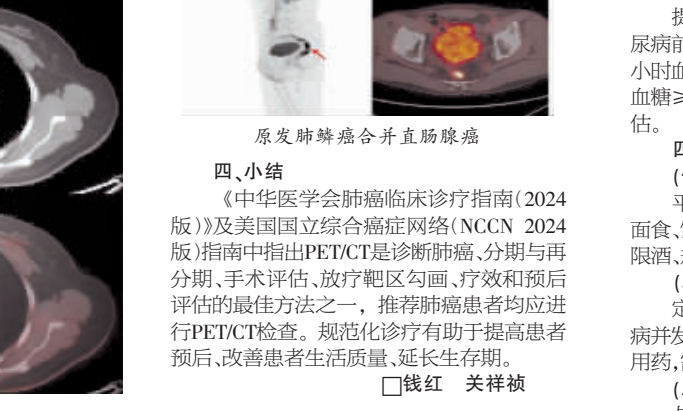 原发肺鳞癌合并直肠腺癌
四、小结
《中华医学会肺癌临床诊疗指南(2024
版)》及美国国立综合癌症网络(NCCN 2024
版)指南中指出PET/CT是诊断肺癌、分期与再
分期、手术评估、放疗靶区勾画、疗效和预后
评估的最佳方法之一，推荐肺癌患者均应进
行PET/CT检查。规范化诊疗有助于提高患者
预后、改善患者生活质量、延长生存期。
□钱红 关祥祯
尿病前
小时血
血糖≥
估。
面食、
限酒、
病并发
用药,